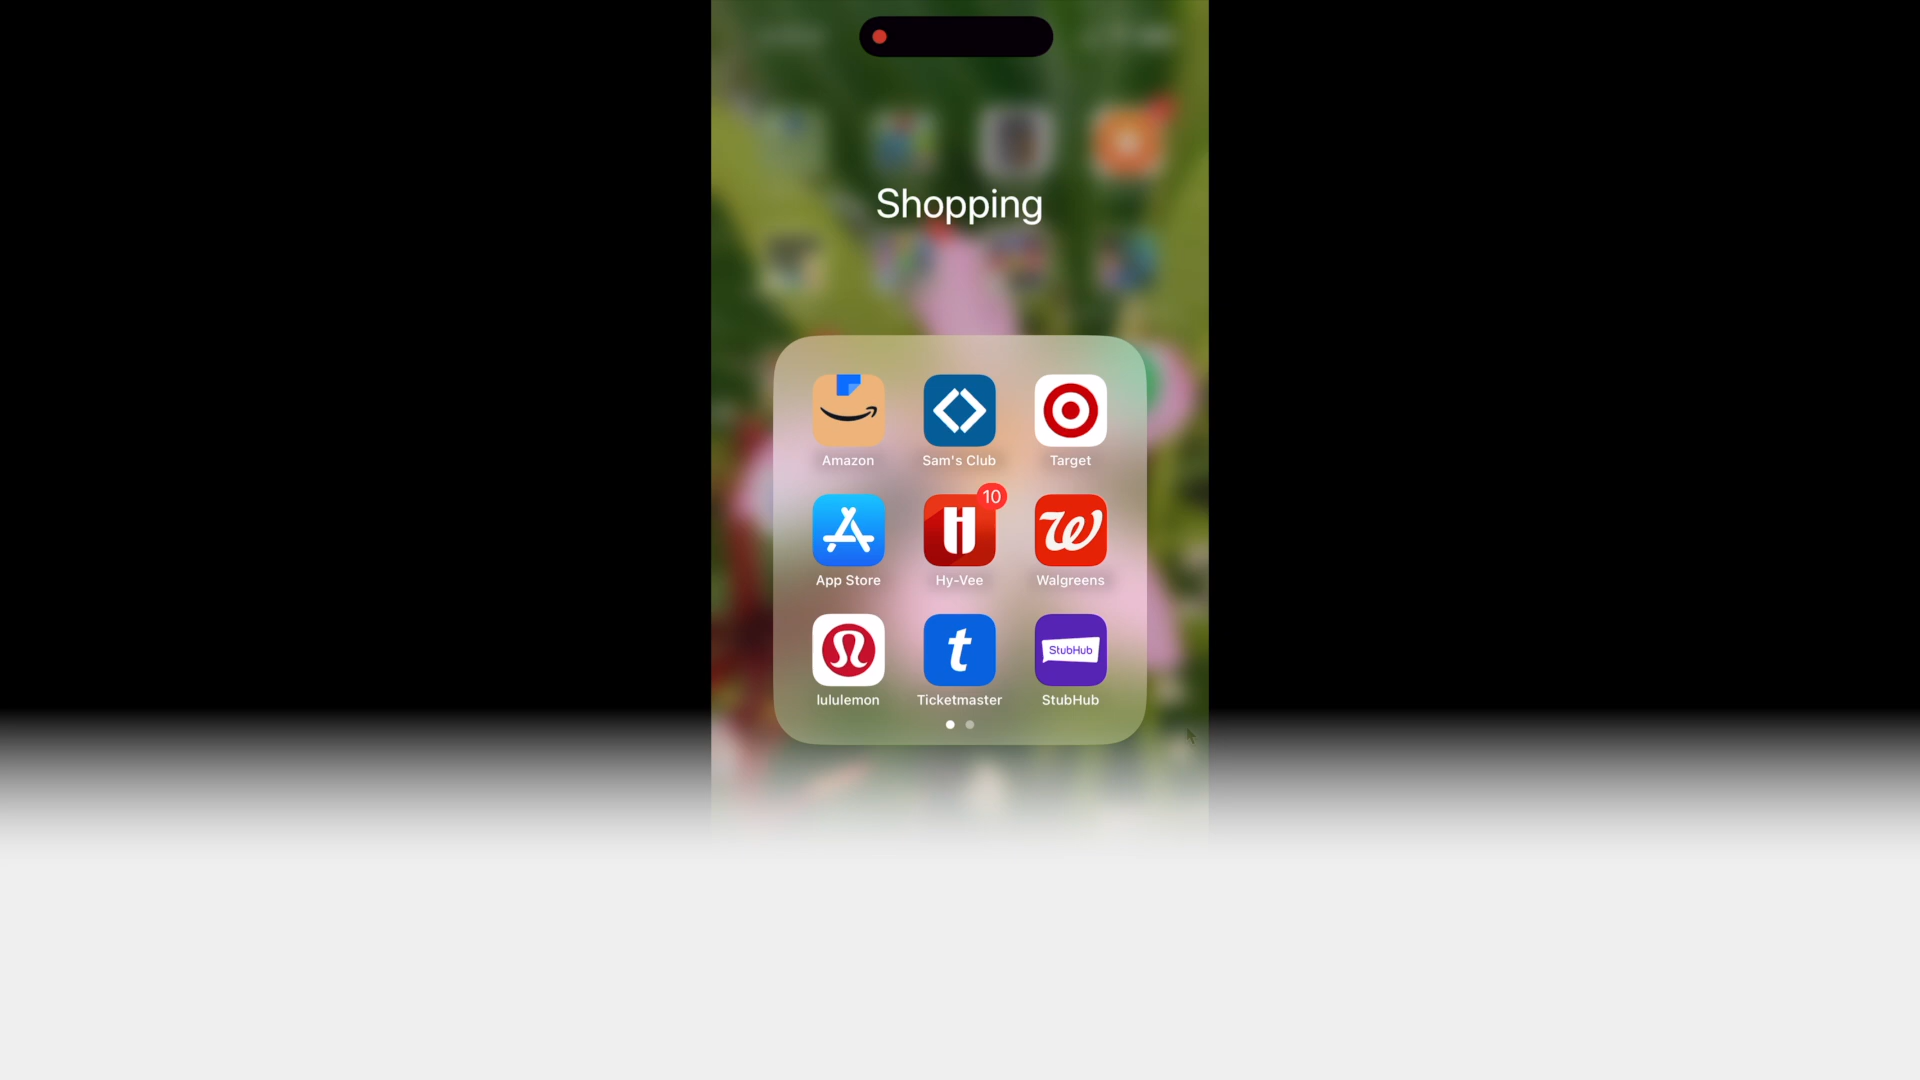 Shopping
Amazon
Sam's Club
Target
10
App Store
Hy-Vee
Walgreens
StubHub
lululemon
Ticketmaster
StubHub